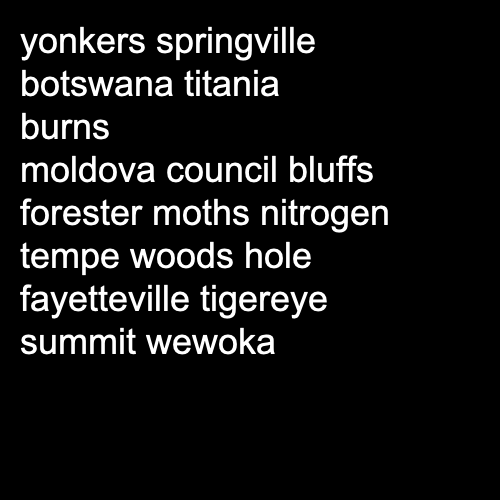 yonkers springville
botswana titania
burns
moldova council bluffs
forester moths nitrogen
tempe woods hole
fayetteville tigereye
summit wewoka